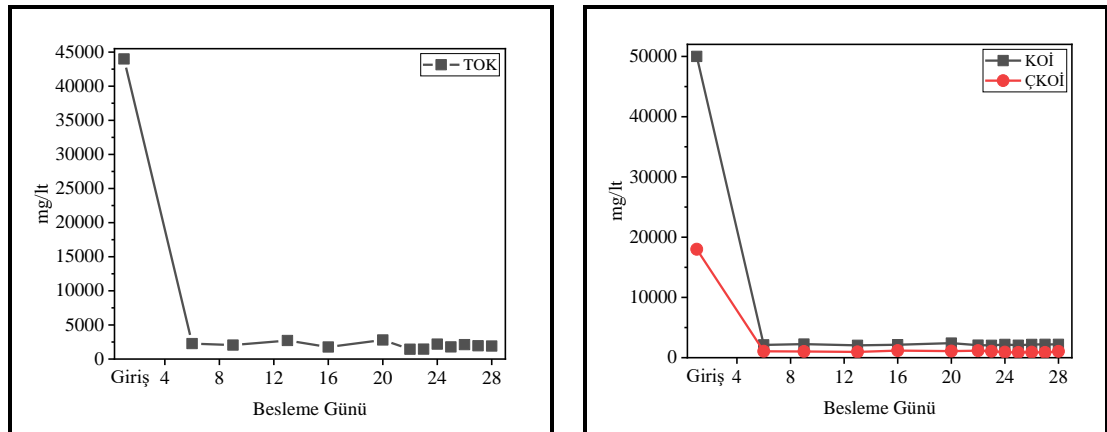 45000
40000
35000
30000
25000
20000
15000
10000
5000
0
mg/lt
TOK
Giriş 4 8 12 16 20 24 28
Besleme Günü
50000
40000
30000
20000
10000
0
mg/lt
KOİ
ÇKOİ
Giriş 4 8 12 16 20 24 28
Besleme Günü